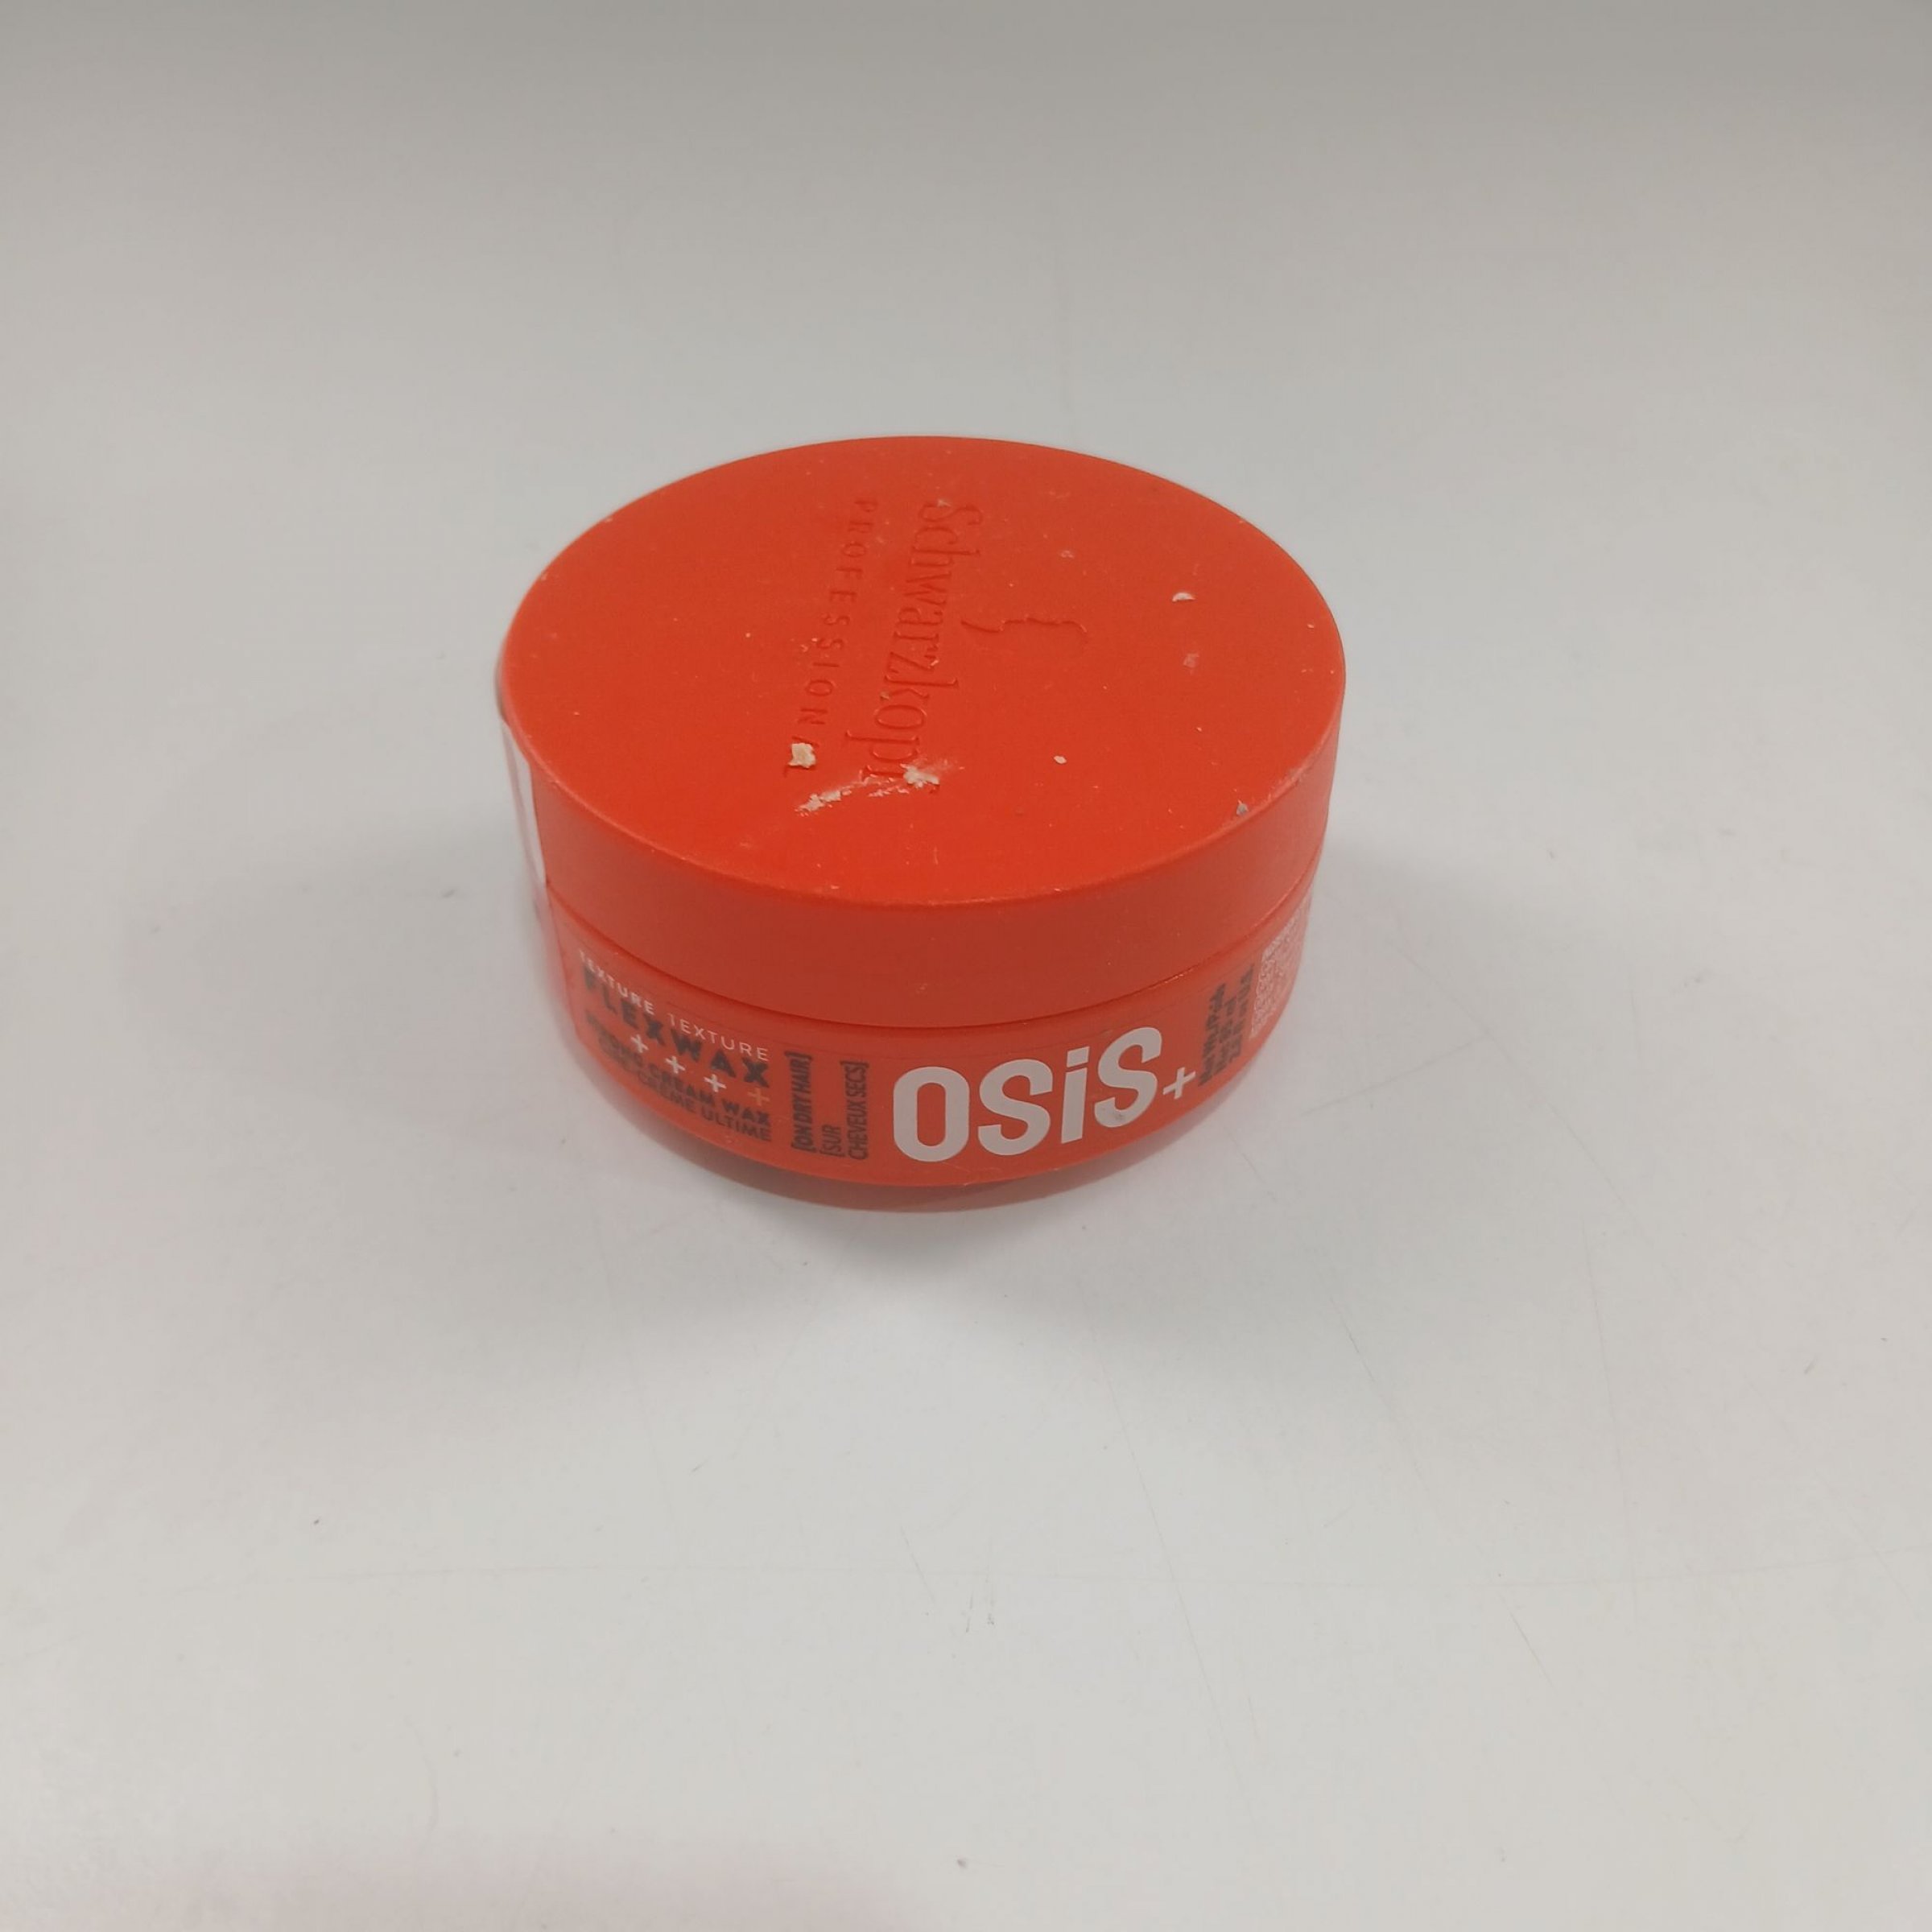 Schwarzkopf
PROFESSIONAL
TEXTURE TEXTURE
FLEXWAX
+ + + +
CREAM WAX
CRÈME ULTIME
[ON DRY HAIR]
[SUR
CHEVEUX SECS]
OSiS+